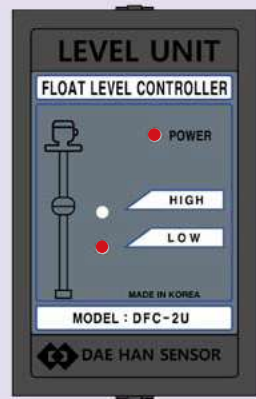 LEVEL UNIT
FLOAT LEVEL CONTROLLER
POWER
HIGH
LOW
MADE IN KOREA
MODEL : DFC-2U
DAE HAN SENSOR